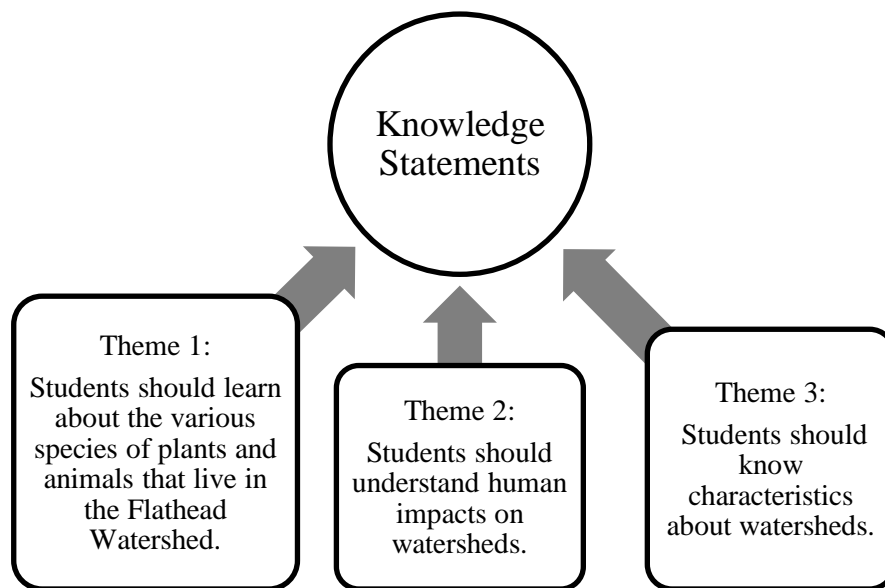 Knowledge
Statements
Theme 1:
Students should learn
about the various
species of plants and
animals that live in
the Flathead
Watershed.
Theme 2:
Students should
understand human
impacts on
watersheds.
Theme 3:
Students should
know
characteristics
about watersheds.